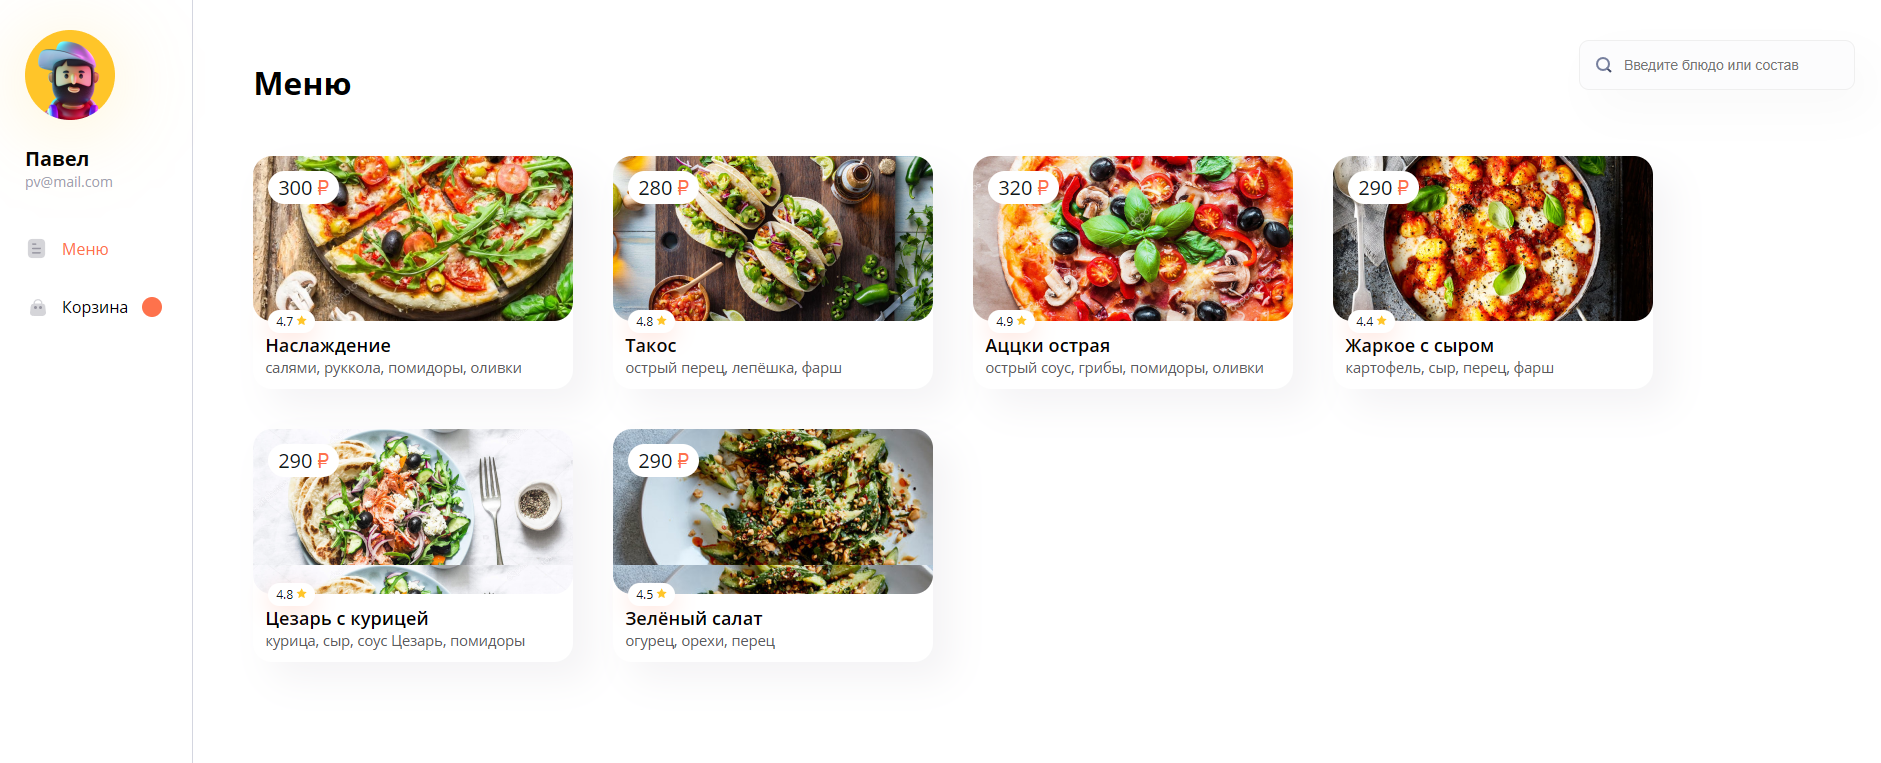 Павел
pv@mail.com
Меню
Корзина
Меню
Введите блюдо или состав
300 ₽
4.7
Наслаждение
салями, руккола, помидоры, оливки
280 ₽
4.8
Такос
острый перец, лепёшка, фарш
320 ₽
4.9
Аццки острая
острый соус, грибы, помидоры, оливки
290 ₽
4.4
Жаркое с сыром
картофель, сыр, перец, фарш
290 ₽
4.8
Цезарь с курицей
курица, сыр, соус Цезарь, помидоры
290 ₽
4.5
Зелёный салат
огурец, орехи, перец